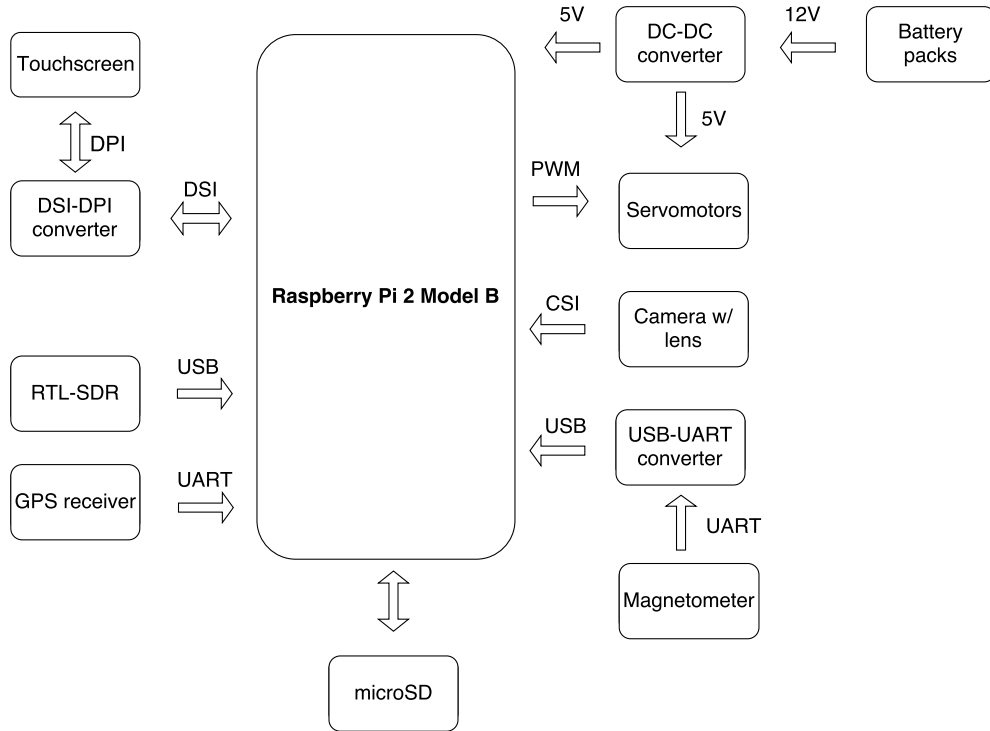 Touchscreen
DPI
DSI-DPI
converter
DSI
RTL-SDR
USB
GPS receiver
UART
Raspberry Pi 2 Model B
microSD
5V
DC-DC
converter
12V
Battery
packs
5V
PWM
Servomotors
CSI
Camera w/
lens
USB
USB-UART
converter
UART
Magnetometer